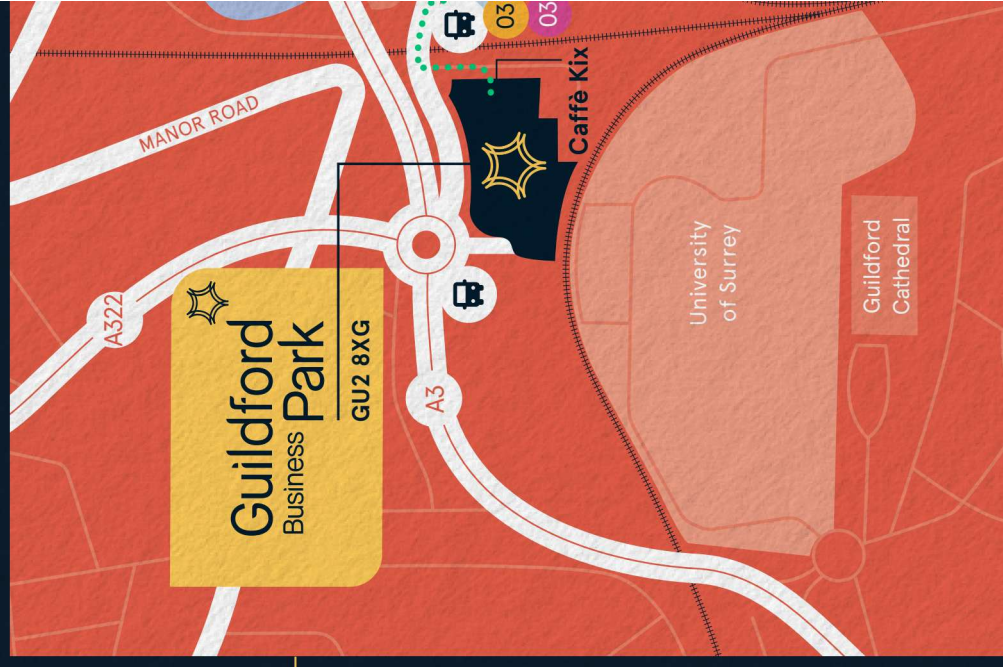 03
03
Caffè Kix
MANOR ROAD
University
of Surrey
Guildford
Cathedral
A322
Guildford
Business Park
GU2 8XG
A3